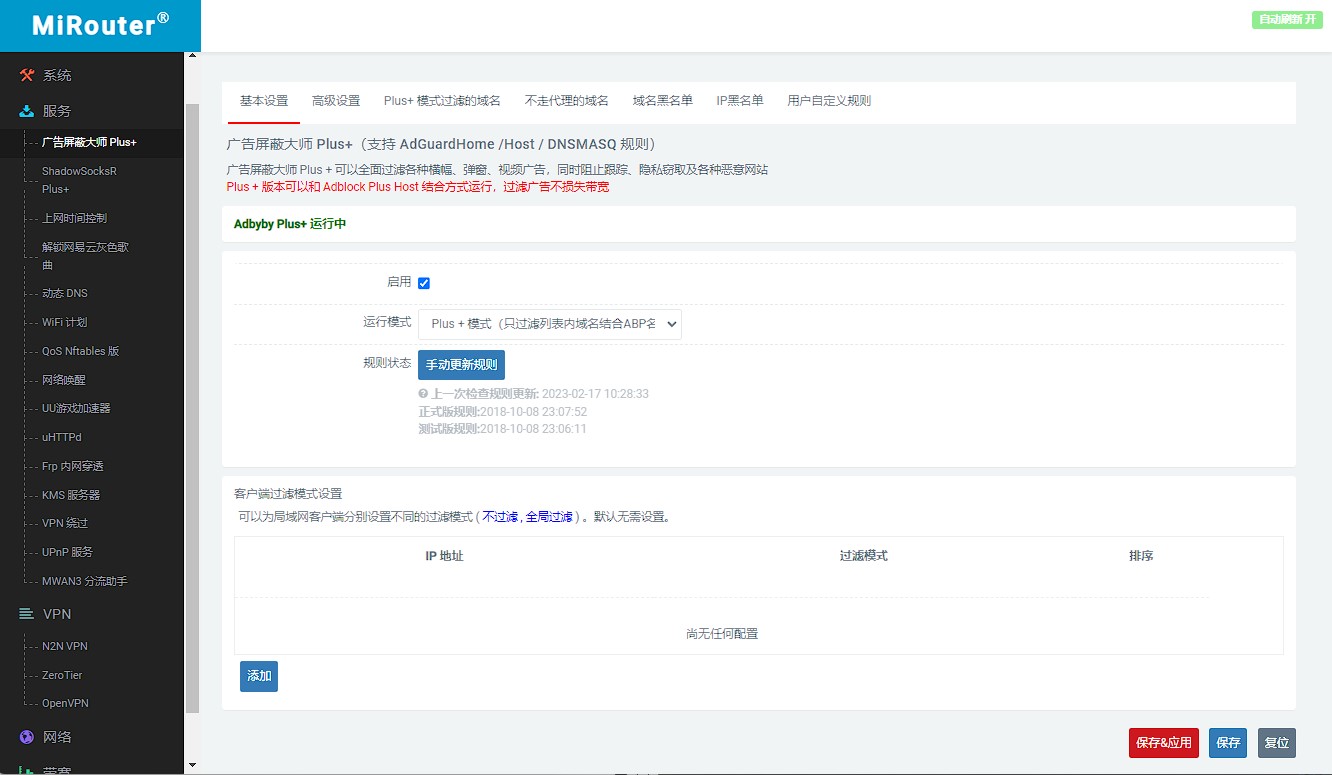 MiRouter®
自动刷新 开
系统
服务
广告屏蔽大师 Plus+
ShadowSocksR
Plus+
上网时间控制
解锁网易云灰色歌
曲
动态 DNS
WiFi 计划
QoS Nftables 版
网络唤醒
UU游戏加速器
uHTTPd
Frp 内网穿透
KMS 服务器
VPN 绕过
UPnP 服务
MWAN3 分流助手
VPN
N2N VPN
ZeroTier
OpenVPN
网络
带宽
基本设置 高级设置 Plus+ 模式过滤的域名 不走代理的域名 域名黑名单 IP黑名单 用户自定义规则
广告屏蔽大师 Plus+（支持 AdGuardHome /Host / DNSMASQ 规则）
广告屏蔽大师 Plus + 可以全面过滤各种横幅、弹窗、视频广告，同时阻止跟踪、隐私窃取及各种恶意网站
Plus + 版本可以和 Adblock Plus Host 结合方式运行，过滤广告不损失带宽
Adbyby Plus+ 运行中
启用
运行模式 Plus + 模式（只过滤列表内域名结合ABP名
规则状态 手动更新规则
上一次检查规则更新: 2023-02-17 10:28:33
正式版规则:2018-10-08 23:07:52
测试版规则:2018-10-08 23:06:11
客户端过滤模式设置
可以为局域网客户端分别设置不同的过滤模式 ( 不过滤 , 全局过滤 ) 。默认无需设置。
IP 地址 过滤模式 排序
尚无任何配置
添加
保存&应用 保存 复位